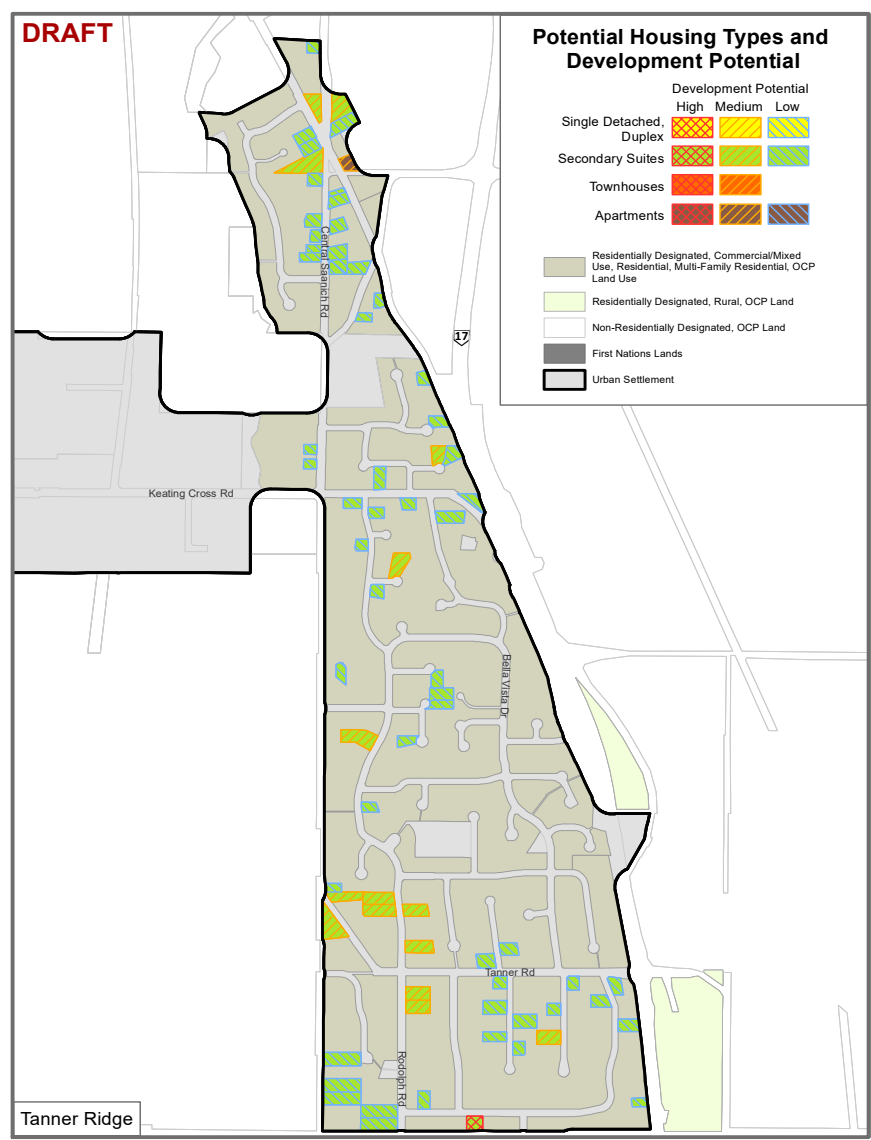 DRAFT
Potential Housing Types and
Development Potential
Development Potential
High Medium Low
Single Detached,
Duplex
Secondary Suites
Townhouses
Apartments
Residentially Designated, Commercial/Mixed
Use, Residential, Multi-Family Residential, OCP
Land Use
Residentially Designated, Rural, OCP Land
Non-Residentially Designated, OCP Land
First Nations Lands
Urban Settlement
Central Saanich Rd
17
Keating Cross Rd
Bella Vista Dr
Tanner Rd
Rodolph Rd
Tanner Ridge